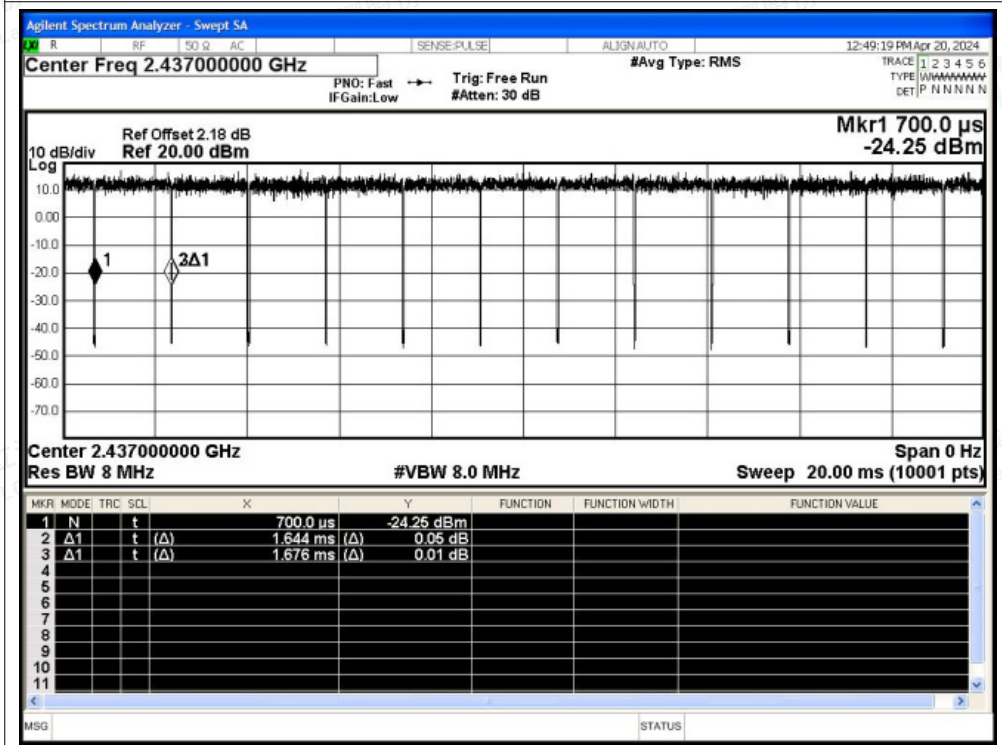 Agilent Spectrum Analyzer - Swept SA
LXI R RF 50 Ω AC SENSE:PULSE ALIGN AUTO 12:49:19 PM Apr 20, 2024
Center Freq 2.437000000 GHz #Avg Type: RMS TRACE 1 2 3 4 5 6
PNO: Fast Trig: Free Run TYPE
IFGain:Low #Atten: 30 dB DET P N N N N N
Mkr1 700.0 µs
Ref Offset 2.18 dB
10 dB/div Ref 20.00 dBm -24.25 dBm
Log
10.0
0.00
-10.0
1 3Δ1
-20.0
-30.0
-40.0
-50.0
-60.0
-70.0
Center 2.437000000 GHz Span 0 Hz
Res BW 8 MHz #VBW 8.0 MHz Sweep 20.00 ms (10001 pts)
MKR MODE TRC SCL X Y FUNCTION FUNCTION WIDTH FUNCTION VALUE
1 N t 700.0 µs -24.25 dBm
2 Δ1 t (Δ) 1.644 ms (Δ) 0.05 dB
3 Δ1 t (Δ) 1.676 ms (Δ) 0.01 dB
4
5
6
7
8
9
10
11
MSG STATUS